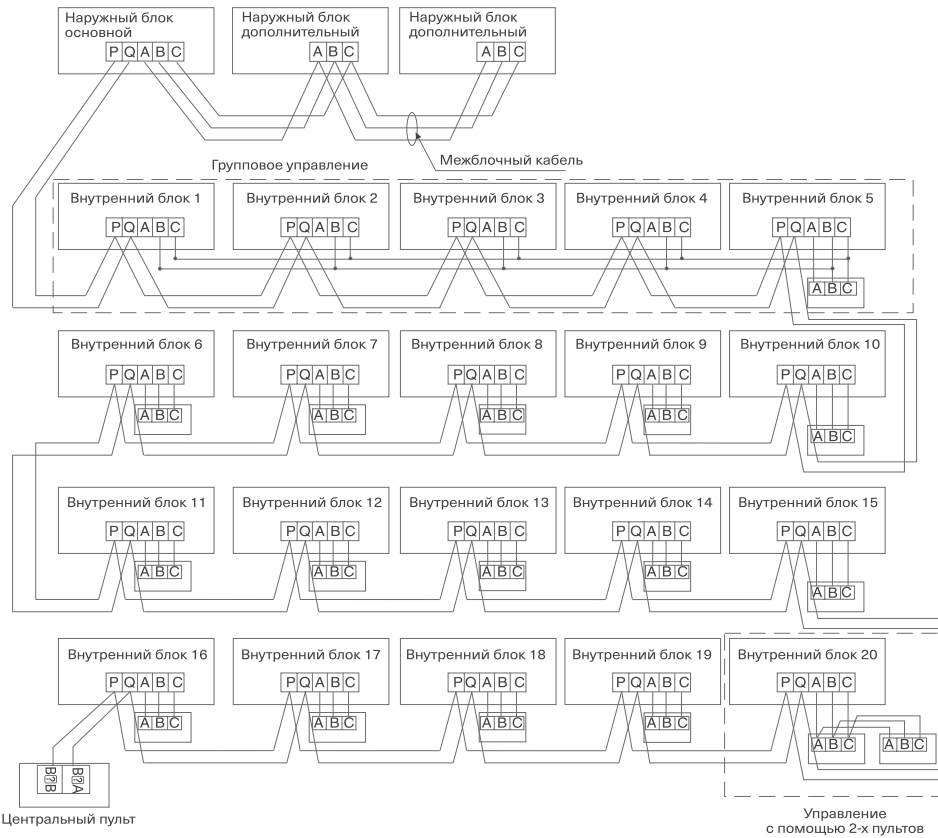 Наружный блок
основной
P Q A B C
Наружный блок
дополнительный
A B C
Наружный блок
дополнительный
A B C
Межблочный кабель
Групповое управление
Внутренний блок 1
P Q A B C
Внутренний блок 2
P Q A B C
Внутренний блок 3
P Q A B C
Внутренний блок 4
P Q A B C
Внутренний блок 5
P Q A B C
A B C
Внутренний блок 6
P Q A B C
A B C
Внутренний блок 7
P Q A B C
A B C
Внутренний блок 8
P Q A B C
A B C
Внутренний блок 9
P Q A B C
A B C
Внутренний блок 10
P Q A B C
A B C
Внутренний блок 11
P Q A B C
A B C
Внутренний блок 12
P Q A B C
A B C
Внутренний блок 13
P Q A B C
A B C
Внутренний блок 14
P Q A B C
A B C
Внутренний блок 15
P Q A B C
A B C
Внутренний блок 16
P Q A B C
A B C
Внутренний блок 17
P Q A B C
A B C
Внутренний блок 18
P Q A B C
A B C
Внутренний блок 19
P Q A B C
A B C
Внутренний блок 20
P Q A B C
A B C
A B C
B?B
B?A
Центральный пульт
Управление
с помощью 2-х пультов